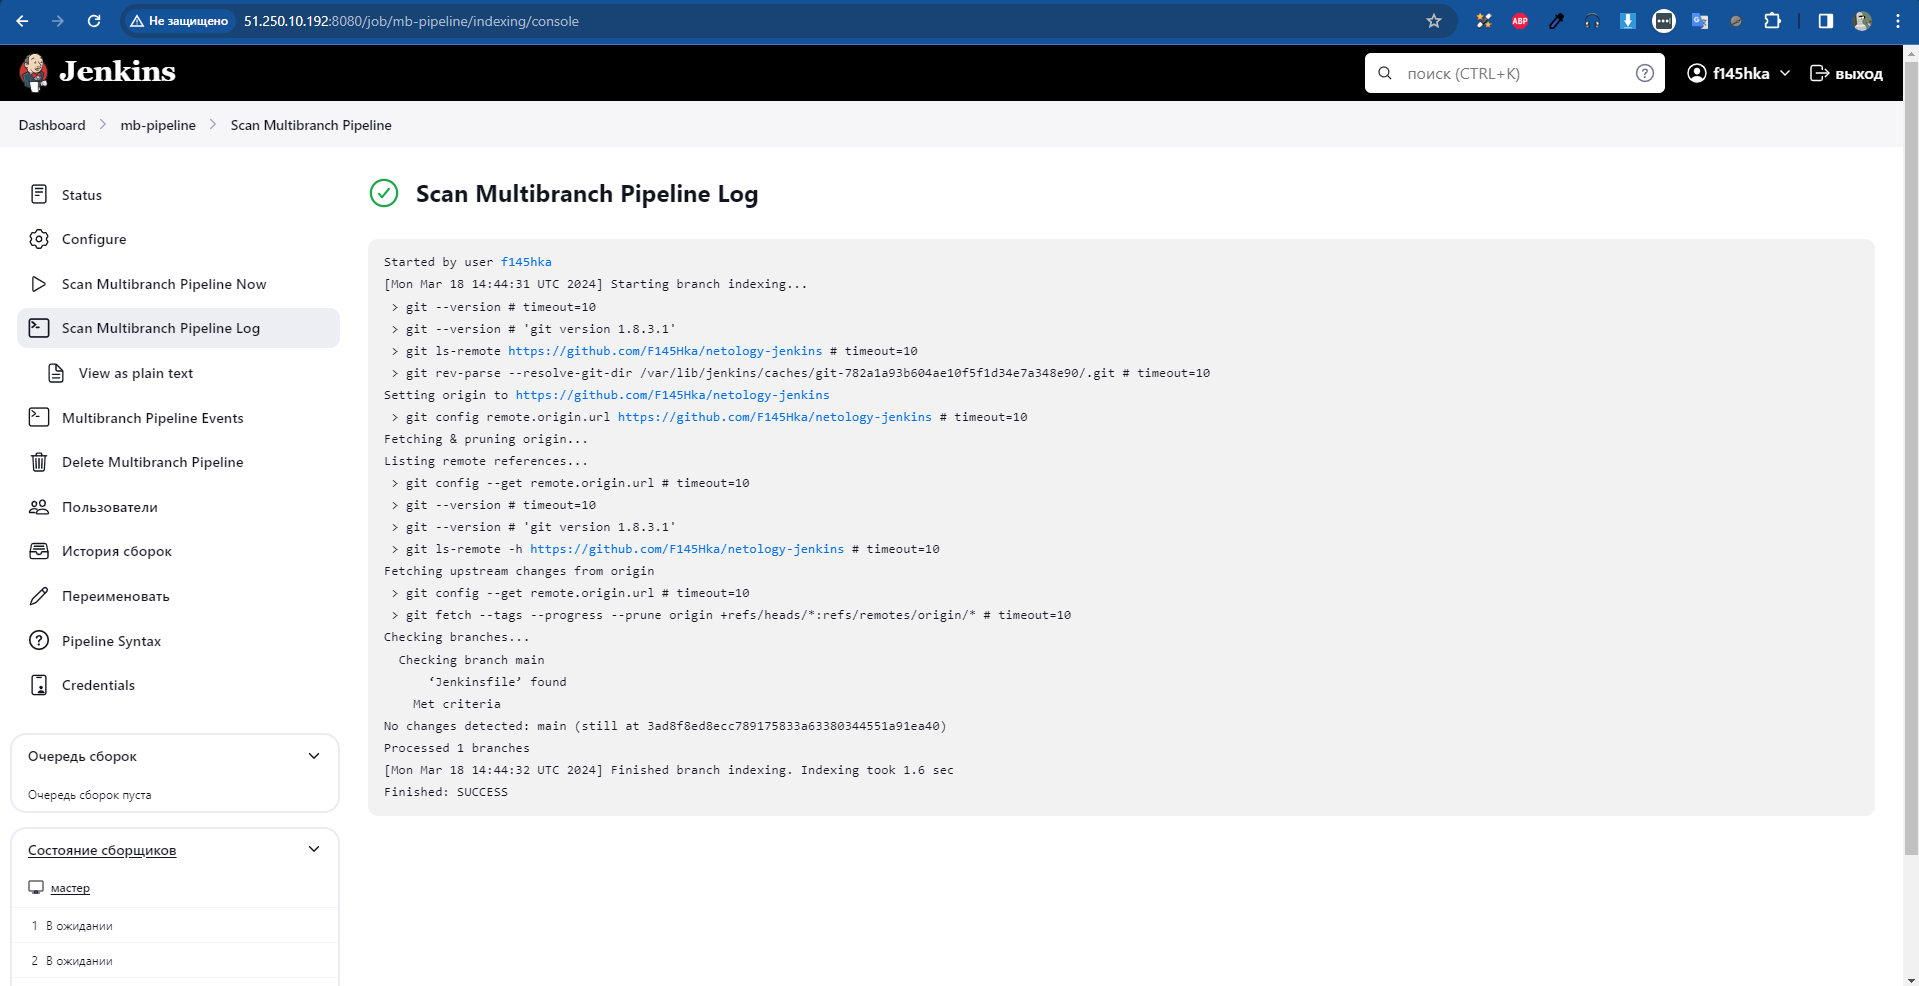 Не защищено 51.250.10.192:8080/job/mb-pipeline/indexing/console
ABP
Jenkins
поиск (CTRL+K)
f145hka
выход
Dashboard
mb-pipeline
Scan Multibranch Pipeline
Status
Configure
Scan Multibranch Pipeline Now
Scan Multibranch Pipeline Log
View as plain text
Multibranch Pipeline Events
Delete Multibranch Pipeline
Пользователи
История сборок
Переименовать
Pipeline Syntax
Credentials
Очередь сборок
Очередь сборок пуста
Состояние сборщиков
мастер
1 В ожидании
2 В ожидании
Scan Multibranch Pipeline Log
Started by user f145hka
[Mon Mar 18 14:44:31 UTC 2024] Starting branch indexing...
> git --version # timeout=10
> git --version # 'git version 1.8.3.1'
> git ls-remote https://github.com/F145Hka/netology-jenkins # timeout=10
> git rev-parse --resolve-git-dir /var/lib/jenkins/caches/git-782a1a93b604ae10f5f1d34e7a348e90/.git # timeout=10
Setting origin to https://github.com/F145Hka/netology-jenkins
> git config remote.origin.url https://github.com/F145Hka/netology-jenkins # timeout=10
Fetching & pruning origin...
Listing remote references...
> git config --get remote.origin.url # timeout=10
> git --version # timeout=10
> git --version # 'git version 1.8.3.1'
> git ls-remote -h https://github.com/F145Hka/netology-jenkins # timeout=10
Fetching upstream changes from origin
> git config --get remote.origin.url # timeout=10
> git fetch --tags --progress --prune origin +refs/heads/*:refs/remotes/origin/* # timeout=10
Checking branches...
Checking branch main
‘Jenkinsfile’ found
Met criteria
No changes detected: main (still at 3ad8f8ed8ecc789175833a63380344551a91ea40)
Processed 1 branches
[Mon Mar 18 14:44:32 UTC 2024] Finished branch indexing. Indexing took 1.6 sec
Finished: SUCCESS